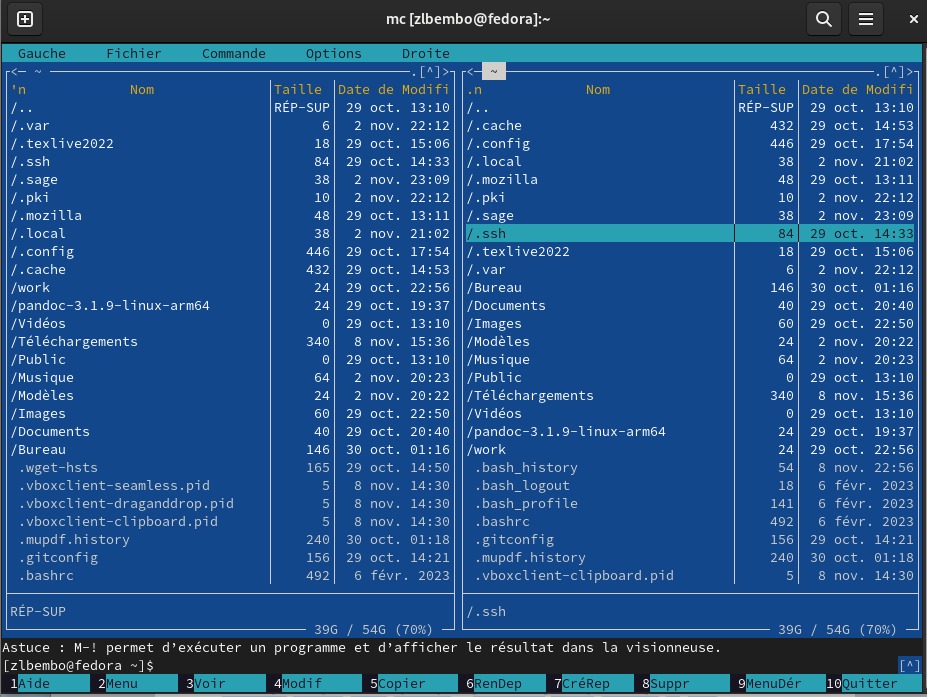 mc [zlbembo@fedora]:~
Gauche Fichier Commande Options Droite
<─ ~ .[^]>
'n Nom Taille Date de Modifi
/.. RÉP-SUP 29 oct. 13:10
/.var 6 2 nov. 22:12
/.texlive2022 18 29 oct. 15:06
/.ssh 84 29 oct. 14:33
/.sage 38 2 nov. 23:09
/.pki 10 2 nov. 22:12
/.mozilla 48 29 oct. 13:11
/.local 38 2 nov. 21:02
/.config 446 29 oct. 17:54
/.cache 432 29 oct. 14:53
/work 24 29 oct. 22:56
/pandoc-3.1.9-linux-arm64 24 29 oct. 19:37
/Vidéos 0 29 oct. 13:10
/Téléchargements 340 8 nov. 15:36
/Public 0 29 oct. 13:10
/Musique 64 2 nov. 20:23
/Modèles 24 2 nov. 20:22
/Images 60 29 oct. 22:50
/Documents 40 29 oct. 20:40
/Bureau 146 30 oct. 01:16
.wget-hsts 165 29 oct. 14:50
.vboxclient-seamless.pid 5 8 nov. 14:30
.vboxclient-draganddrop.pid 5 8 nov. 14:30
.vboxclient-clipboard.pid 5 8 nov. 14:30
.mupdf.history 240 30 oct. 01:18
.gitconfig 156 29 oct. 14:21
.bashrc 492 6 févr. 2023
RÉP-SUP
39G / 54G (70%)
<─ ~ .[^]>
.n Nom Taille Date de Modifi
/.. RÉP-SUP 29 oct. 13:10
/.cache 432 29 oct. 14:53
/.config 446 29 oct. 17:54
/.local 38 2 nov. 21:02
/.mozilla 48 29 oct. 13:11
/.pki 10 2 nov. 22:12
/.sage 38 2 nov. 23:09
/.ssh 84 29 oct. 14:33
/.texlive2022 18 29 oct. 15:06
/.var 6 2 nov. 22:12
/Bureau 146 30 oct. 01:16
/Documents 40 29 oct. 20:40
/Images 60 29 oct. 22:50
/Modèles 24 2 nov. 20:22
/Musique 64 2 nov. 20:23
/Public 0 29 oct. 13:10
/Téléchargements 340 8 nov. 15:36
/Vidéos 0 29 oct. 13:10
/pandoc-3.1.9-linux-arm64 24 29 oct. 19:37
/work 24 29 oct. 22:56
.bash_history 54 8 nov. 22:56
.bash_logout 18 6 févr. 2023
.bash_profile 141 6 févr. 2023
.bashrc 492 6 févr. 2023
.gitconfig 156 29 oct. 14:21
.mupdf.history 240 30 oct. 01:18
.vboxclient-clipboard.pid 5 8 nov. 14:30
/.ssh
39G / 54G (70%)
Astuce : M-! permet d’exécuter un programme et d’afficher le résultat dans la visionneuse.
[zlbembo@fedora ~]$ [^]
1Aide 2Menu 3Voir 4Modif 5Copier 6RenDep 7CréRep 8Suppr 9MenuDér 10Quitter